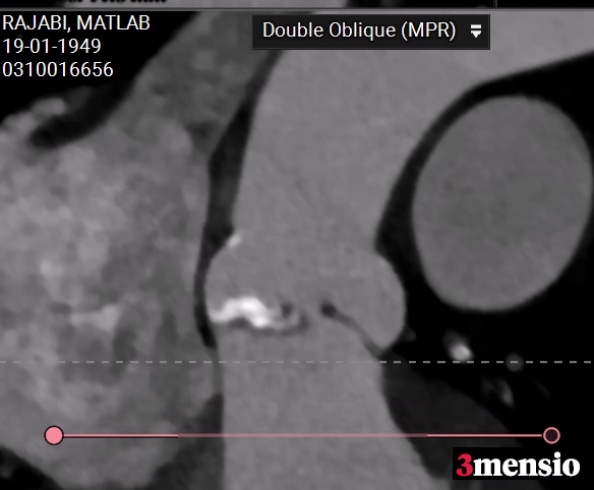 RAJABI, MATLAB
19-01-1949
0310016656
Double Oblique (MPR)
3mensio